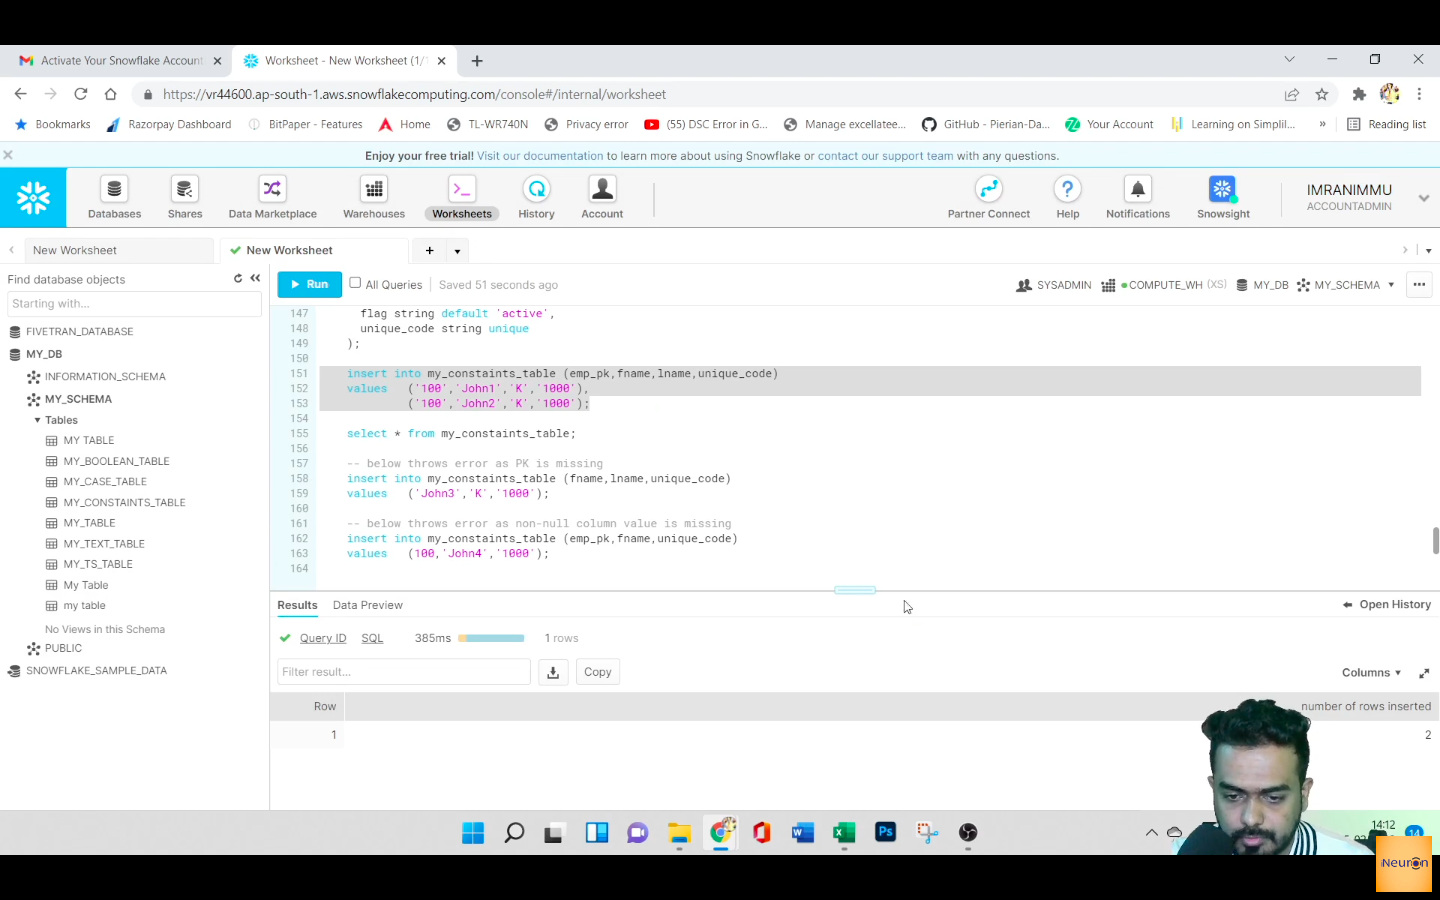 Activate Your Snowflake Account
Worksheet - New Worksheet (1/1
https://vr44600.ap-south-1.aws.snowflakecomputing.com/console#/internal/worksheet
Bookmarks
Razorpay Dashboard
BitPaper - Features
Home
TL-WR740N
Privacy error
(55) DSC Error in G...
Manage excellatee...
GitHub - Pierian-Da...
Your Account
Learning on Simplil...
»
Reading list
Enjoy your free trial! Visit our documentation to learn more about using Snowflake or contact our support team with any questions.
Databases
Shares
Data Marketplace
Warehouses
Worksheets
History
Account
Partner Connect
Help
Notifications
Snowsight
IMRANIMMU
ACCOUNTADMIN
New Worksheet
New Worksheet
Find database objects
Starting with...
Run
All Queries
Saved 51 seconds ago
SYSADMIN
COMPUTE_WH (XS)
MY_DB
MY_SCHEMA
FIVETRAN_DATABASE
MY_DB
INFORMATION_SCHEMA
MY_SCHEMA
Tables
MY TABLE
MY_BOOLEAN_TABLE
MY_CASE_TABLE
MY_CONSTAINTS_TABLE
MY_TABLE
MY_TEXT_TABLE
MY_TS_TABLE
My Table
my table
No Views in this Schema
PUBLIC
SNOWFLAKE_SAMPLE_DATA
147 flag string default 'active',
148 unique_code string unique
149 );
150
151 insert into my_constaints_table (emp_pk,fname,lname,unique_code)
152 values ('100','John1','K','1000'),
153 ('100','John2','K','1000');
154
155 select * from my_constaints_table;
156
157 -- below throws error as PK is missing
158 insert into my_constaints_table (fname,lname,unique_code)
159 values ('John3','K','1000');
160
161 -- below throws error as non-null column value is missing
162 insert into my_constaints_table (emp_pk,fname,unique_code)
163 values (100,'John4','1000');
164
Results
Data Preview
Open History
Query ID
SQL
385ms
1 rows
Filter result...
Copy
Columns
Row
number of rows inserted
1
2
14:12
14
Neuron